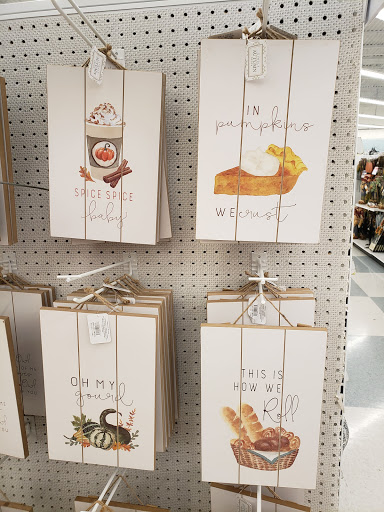 SPICE SPICE
baby
IN
pumpkins
WE crust
OH MY
gourd
THIS IS
HOW WE
Roll